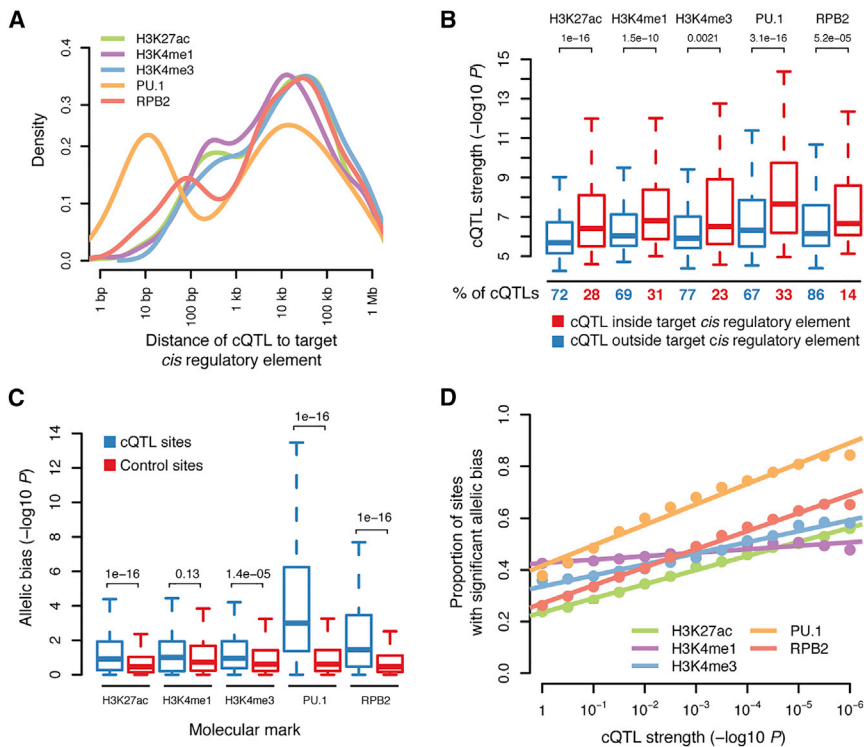 A
H3K27ac
H3K4me1
H3K4me3
PU.1
RPB2
Density
0.4
0.3
0.2
0.1
0.0
1 bp
10 bp
100 bp
1 kb
10 kb
100 kb
1 Mb
Distance of cQTL to target
cis regulatory element
B
H3K27ac H3K4me1 H3K4me3 PU.1 RPB2
1e-16 1.5e-10 0.0021 3.1e-16 5.2e-05
cQTL strength (−log10 P)
15
13
11
9
7
5
% of cQTLs 72 28 69 31 77 23 67 33 86 14
cQTL inside target cis regulatory element
cQTL outside target cis regulatory element
C
cQTL sites
Control sites
Allelic bias (−log10 P)
14
12
10
8
6
4
2
0
1e-16 0.13 1.4e-05 1e-16 1e-16
H3K27ac H3K4me1 H3K4me3 PU.1 RPB2
Molecular mark
D
Proportion of sites
with significant allelic bias
1.0
0.8
0.6
0.4
0.2
0.0
H3K27ac
H3K4me1
H3K4me3
PU.1
RPB2
1 10⁻¹ 10⁻² 10⁻³ 10⁻⁴ 10⁻⁵ 10⁻⁶
cQTL strength (−log10 P)